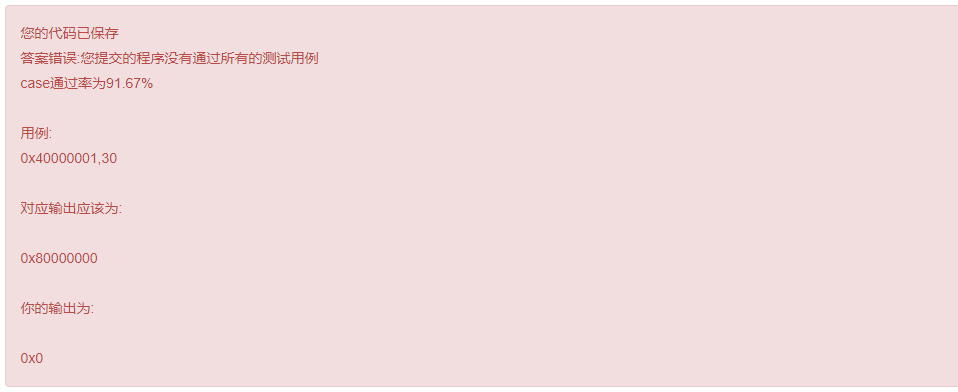 您的代码已保存
答案错误:您提交的程序没有通过所有的测试用例
case通过率为91.67%
用例:
0x40000001,30
对应输出应该为:
0x80000000
你的输出为:
0x0